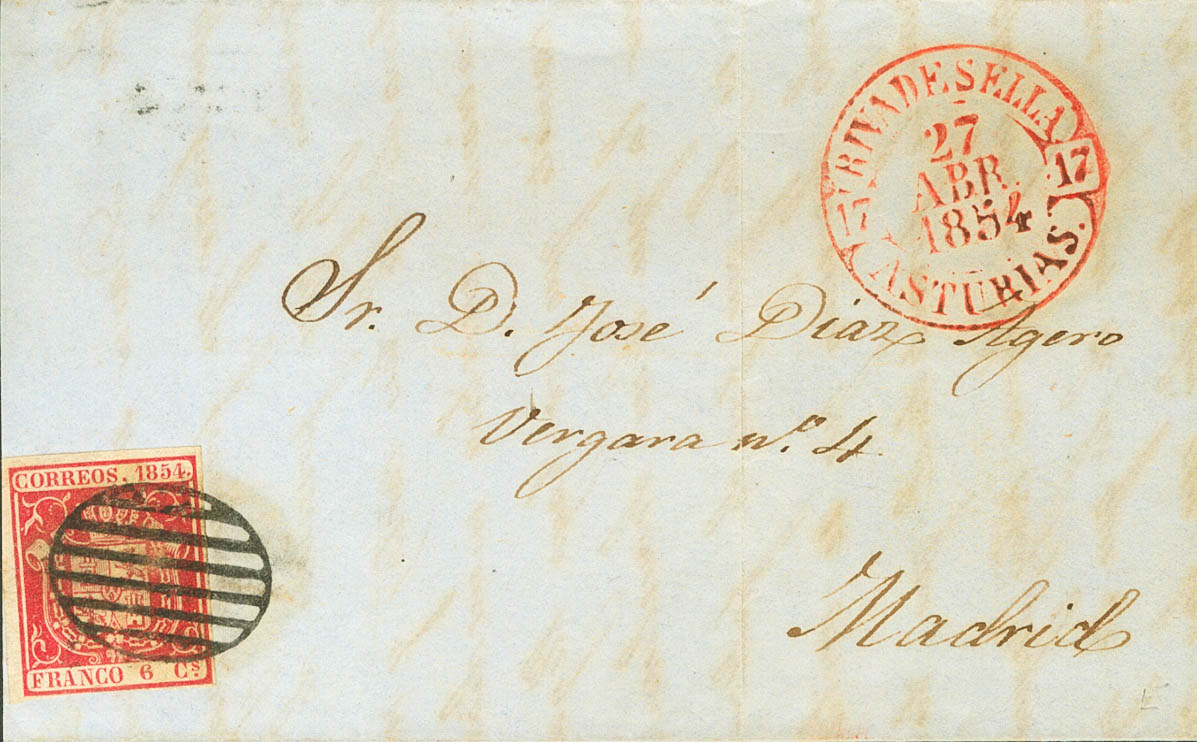 RIVADESELLA
27
ABR
1854
17
17
ASTURIAS.
Sr. D. José Diaz Agero
Vergara nº. 4
Madrid
CORREOS. 1854.
FRANCO 6 Cs